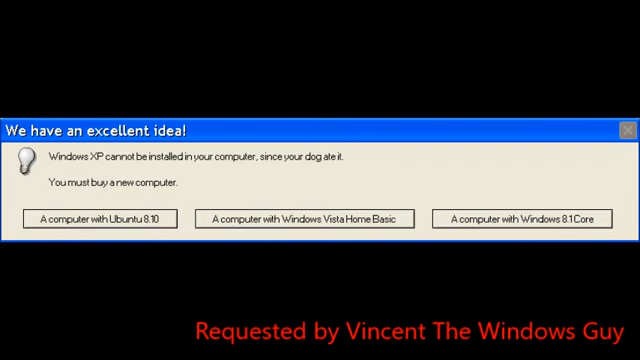 We have an excellent idea!
Windows XP cannot be installed in your computer, since your dog ate it.
You must buy a new computer.
A computer with Ubuntu 8.10
A computer with Windows Vista Home Basic
A computer with Windows 8.1 Core
Requested by Vincent The Windows Guy